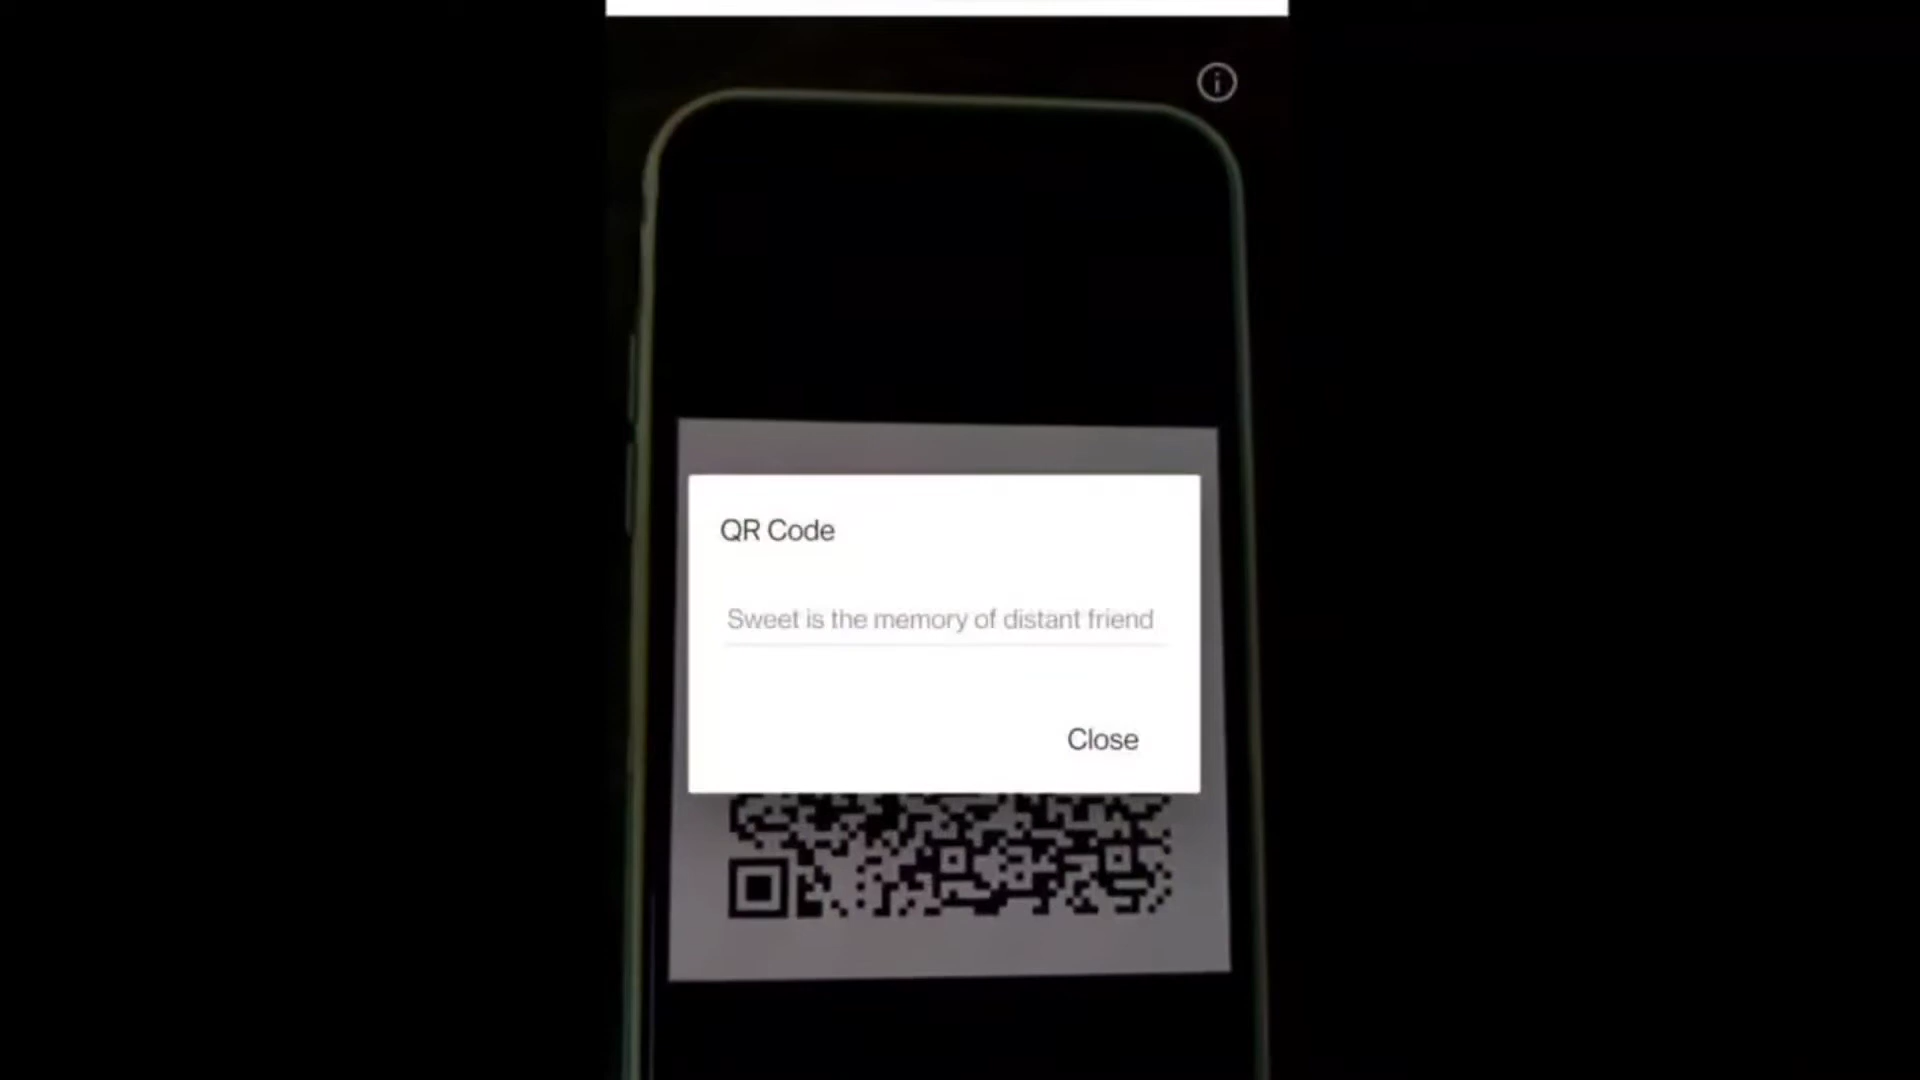 QR Code
Sweet is the memory of distant friend
Close